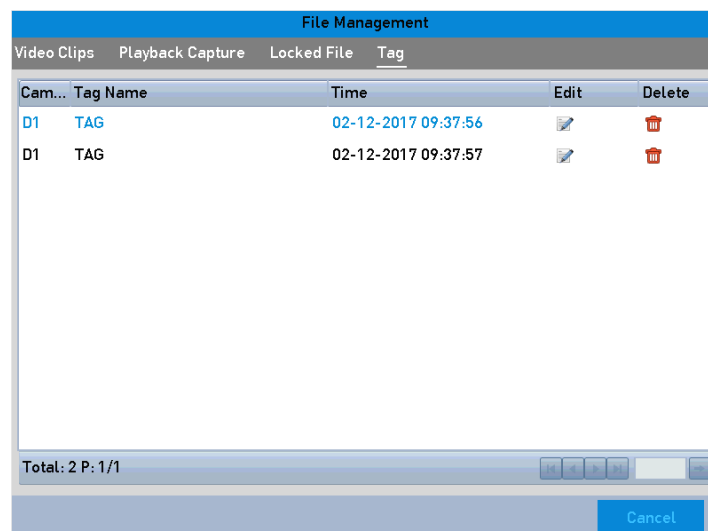 File Management
Video Clips Playback Capture Locked File Tag
Cam... Tag Name Time Edit Delete
D1 TAG 02-12-2017 09:37:56
D1 TAG 02-12-2017 09:37:57
Total: 2 P: 1/1
Cancel